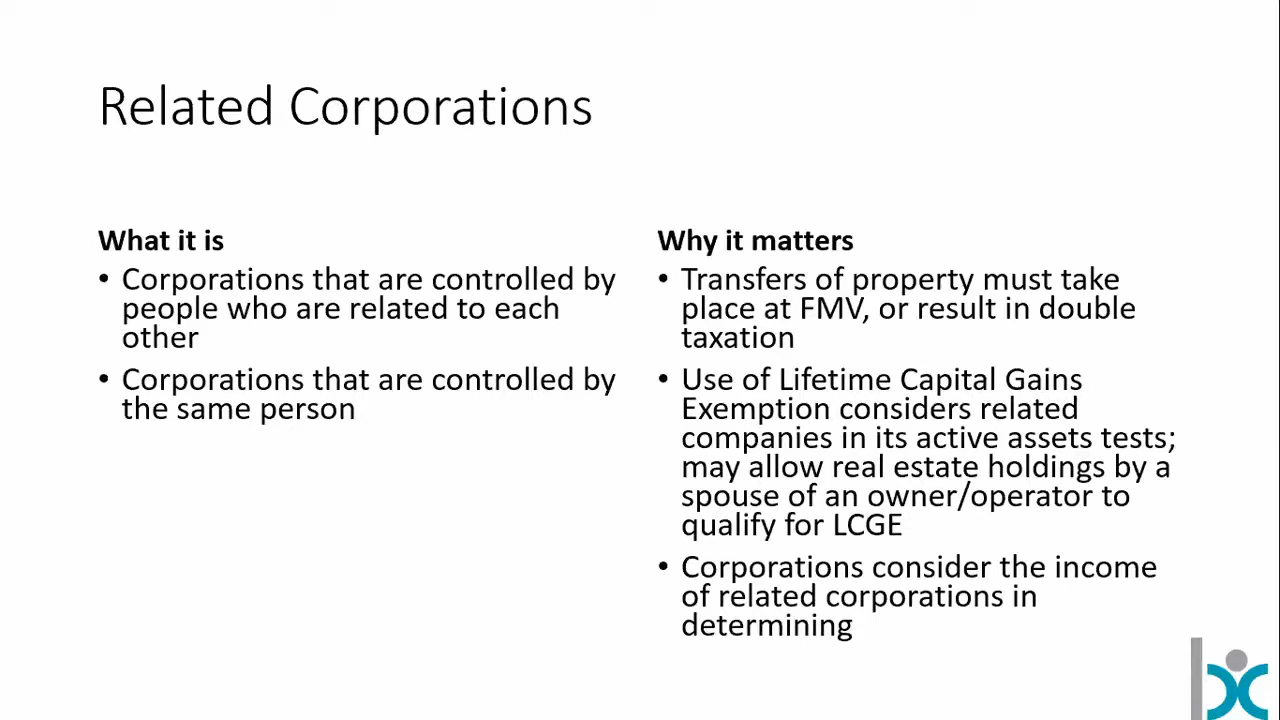 Related Corporations
What it is
• Corporations that are controlled by
people who are related to each
other
• Corporations that are controlled by
the same person
Why it matters
• Transfers of property must take
place at FMV, or result in double
taxation
• Use of Lifetime Capital Gains
Exemption considers related
companies in its active assets tests;
may allow real estate holdings by a
spouse of an owner/operator to
qualify for LCGE
• Corporations consider the income
of related corporations in
determining